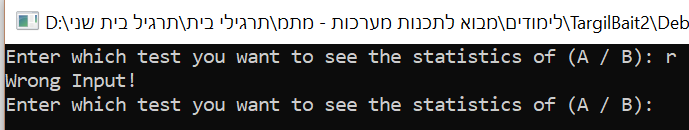 D:\לימודים\מבוא לתכנות מערכות - מתמ\תרגילי בית\תרגיל בית שני\TargilBait2\Deb
Enter which test you want to see the statistics of (A / B): r
Wrong Input!
Enter which test you want to see the statistics of (A / B):